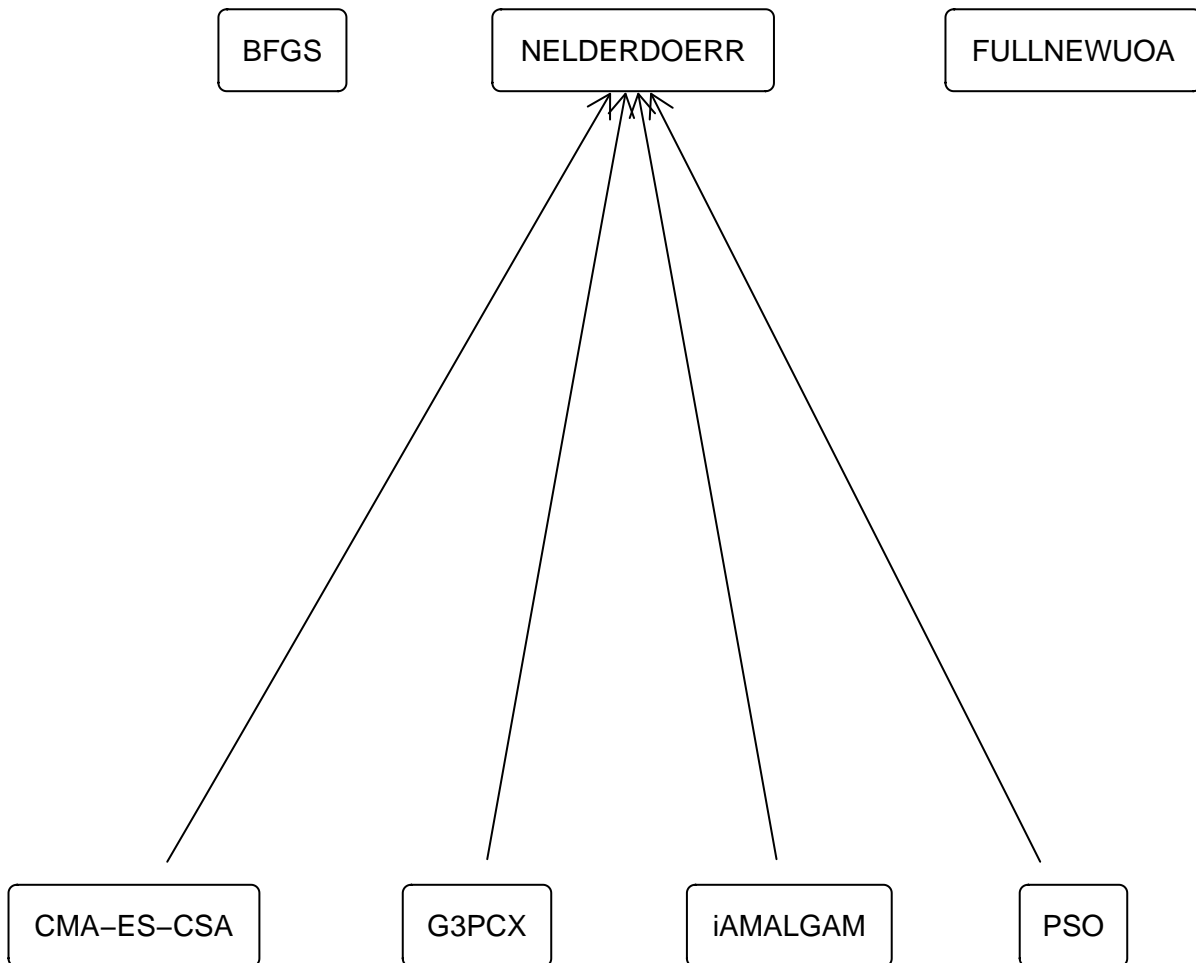 BFGS
NELDERDOERR
FULLNEWUOA
CMA−ES−CSA
G3PCX
iAMALGAM
PSO